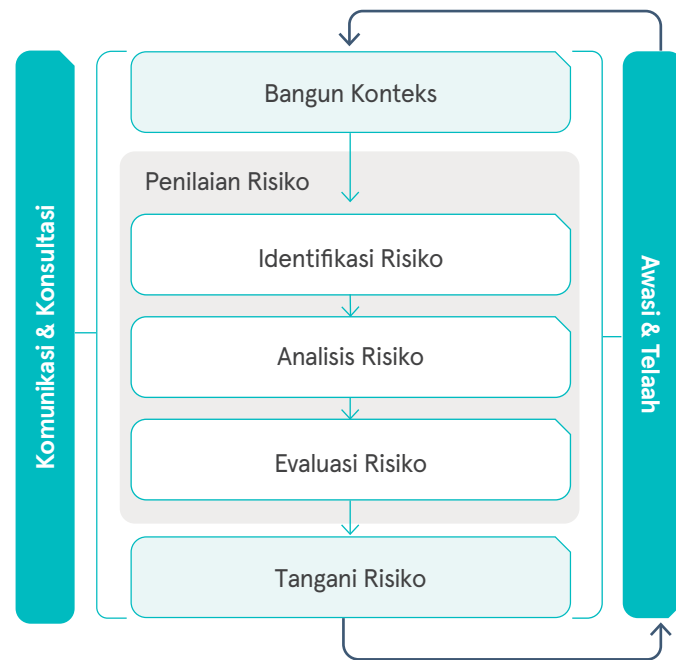 Bangun Konteks
Penilaian Risiko
Identifikasi Risiko
Analisis Risiko
Evaluasi Risiko
Tangani Risiko
Komunikasi & Konsultasi
Awasi & Telaah